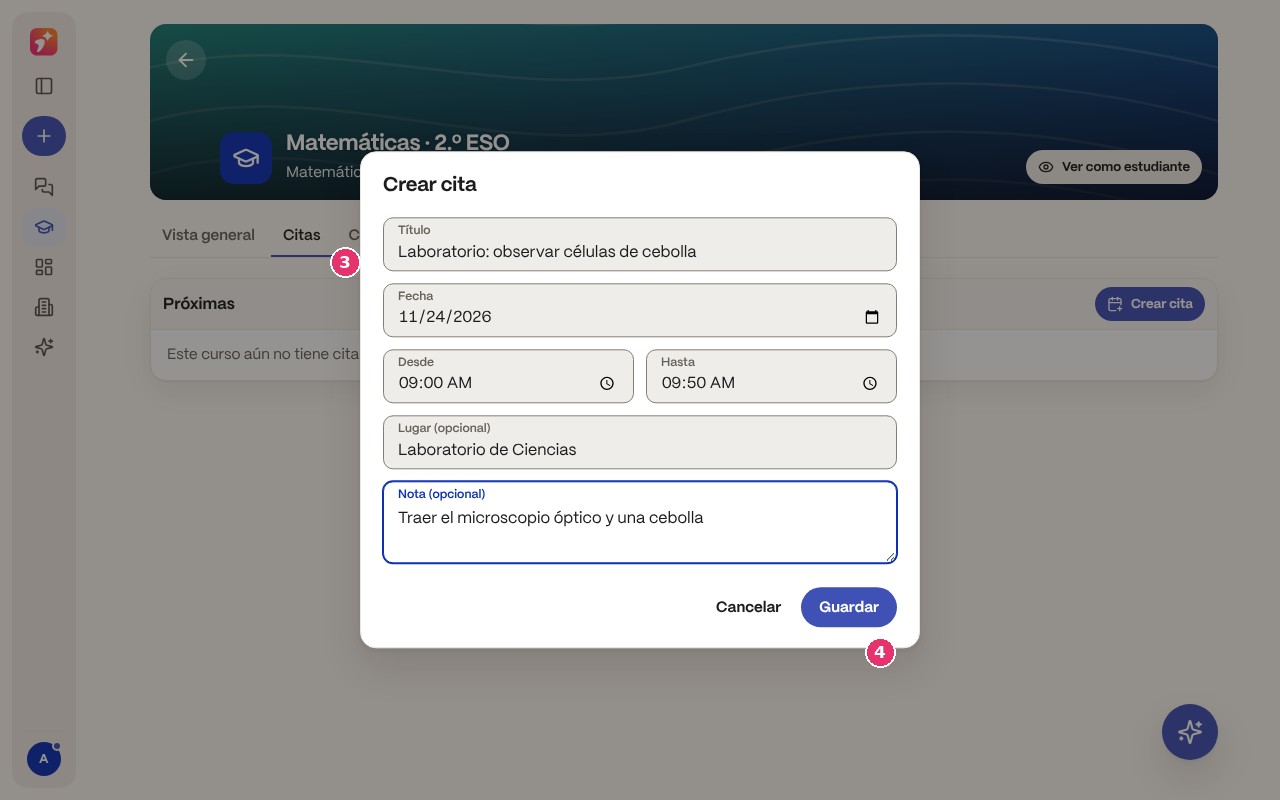 Matemáticas · 2.º ESO
Matemátic
Ver como estudiante
Vista general
Citas
C
3
Próximas
Crear cita
Este curso aún no tiene cita
Crear cita
Título
Laboratorio: observar células de cebolla
Fecha
11/24/2026
Desde
09:00 AM
Hasta
09:50 AM
Lugar (opcional)
Laboratorio de Ciencias
Nota (opcional)
Traer el microscopio óptico y una cebolla
Cancelar
Guardar
4
A